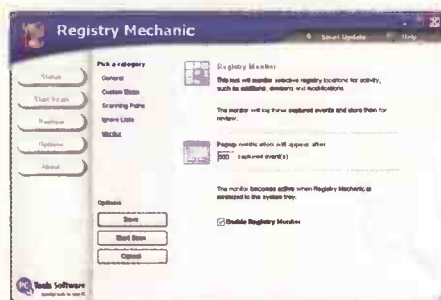 Registry Mechanic
Smart Update
Help
Status
Start Scan
Restore
Options
About
Pick a category
General
Custom Scan
Scanning Paths
Ignore Lists
Monitor
Options
Save
Start Scan
Cancel
Registry Monitor
This tool will monitor selective registry locations for activity,
such as additions, deletions and modifications.
The monitor will log these captured events and store them for
review.
Popup notification will appear after
captured event(s)
The monitor becomes active when Registry Mechanic is
minimized to the system tray.
Enable Registry Monitor
PC Tools Software